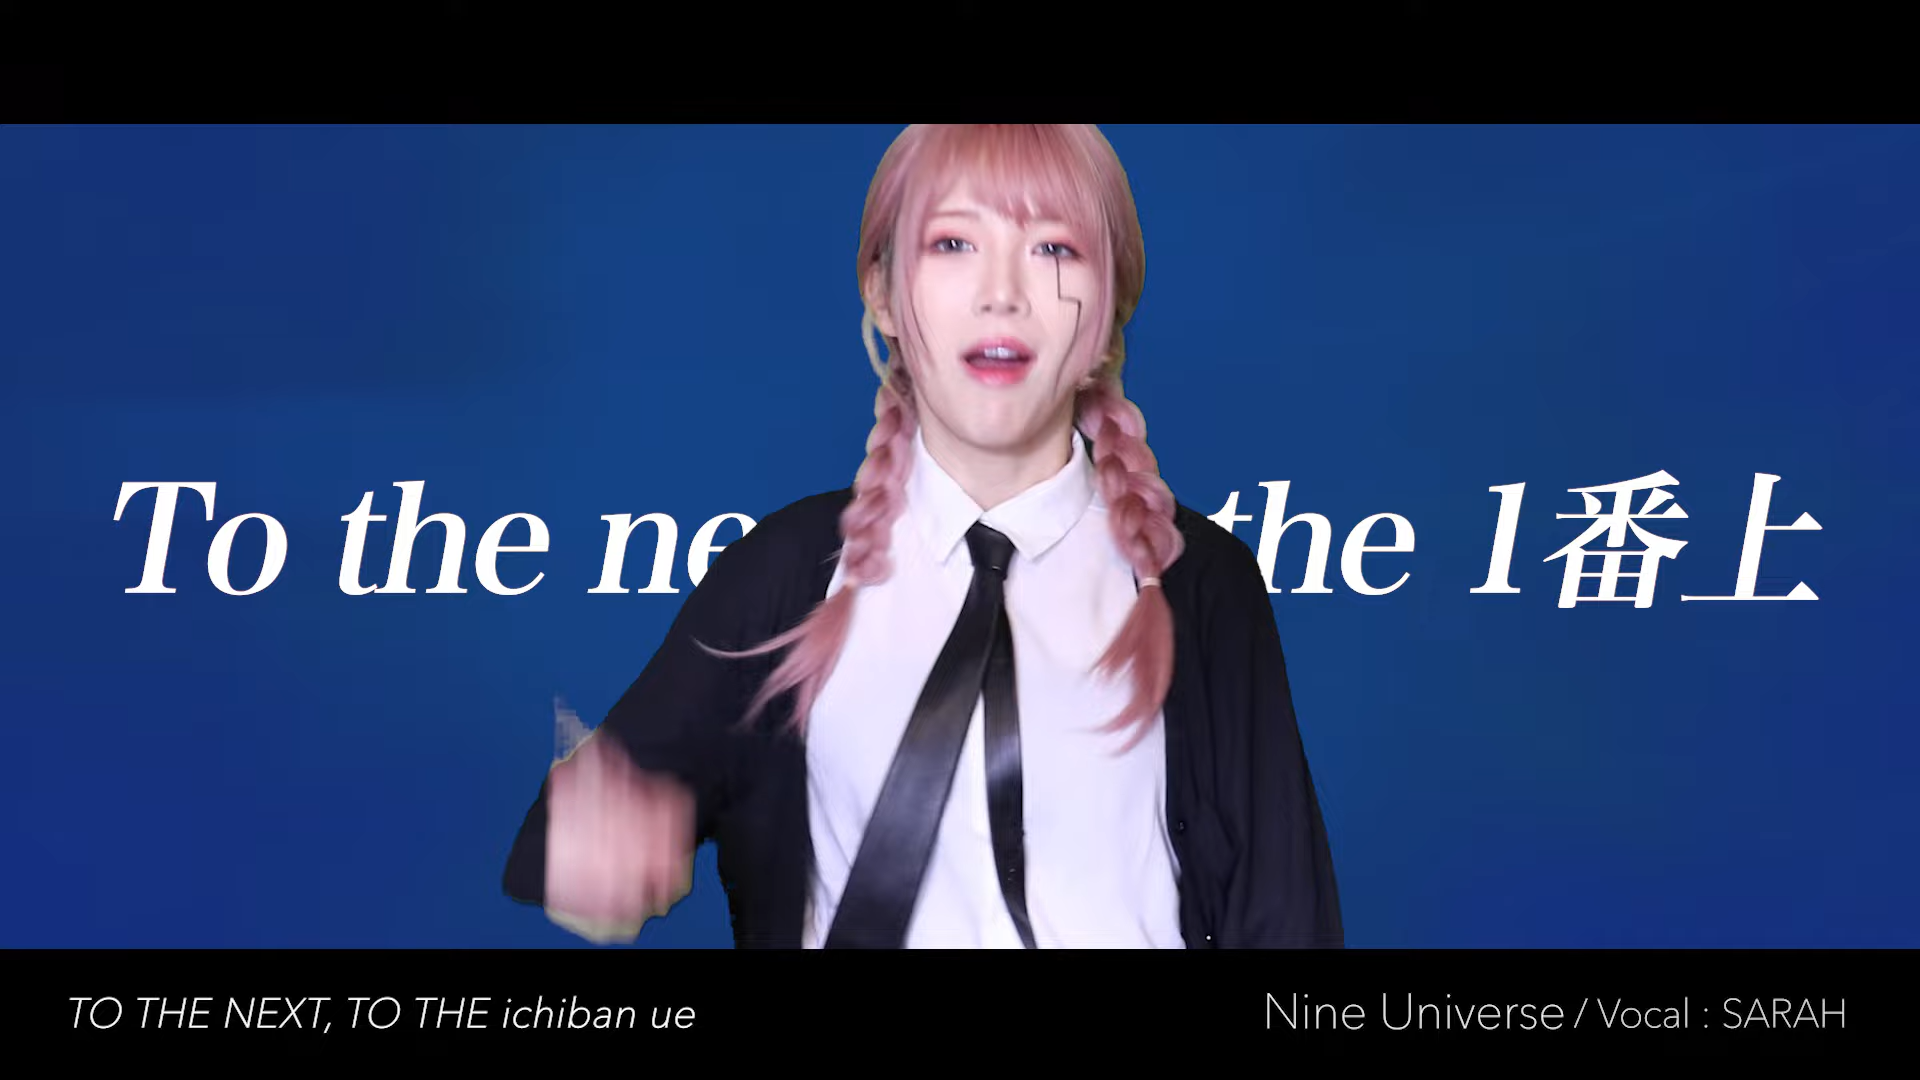 To the ne the 1番上
TO THE NEXT, TO THE ichiban ue
Nine Universe / Vocal : SARAH